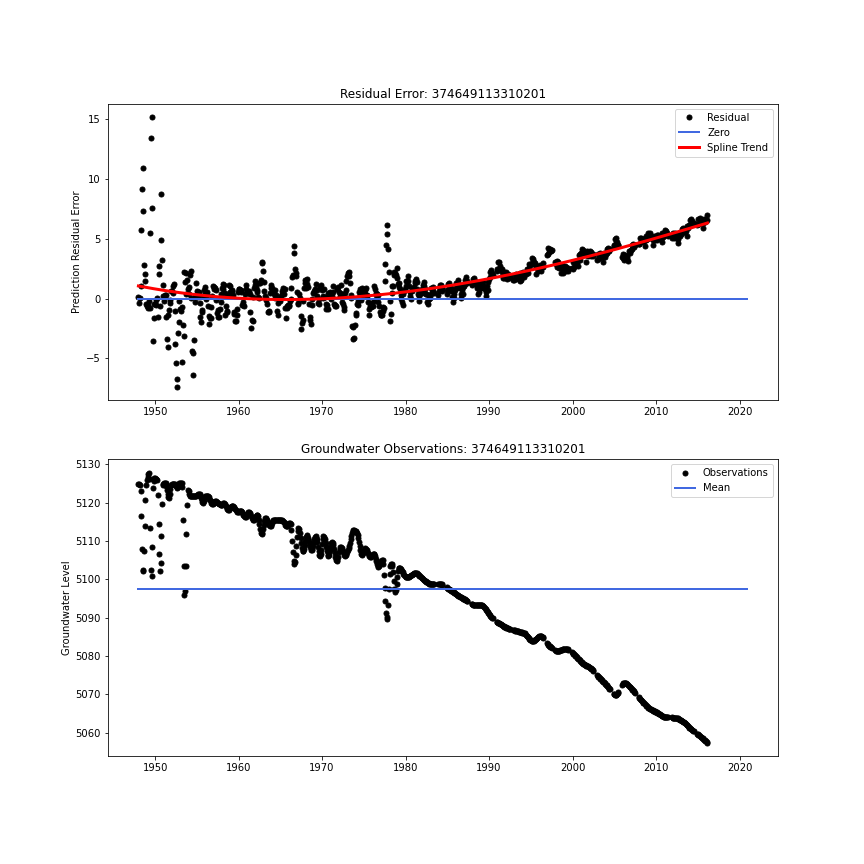 Residual Error: 374649113310201
Prediction Residual Error
15
10
5
0
−5
Residual
Zero
Spline Trend
1950 1960 1970 1980 1990 2000 2010 2020
Groundwater Observations: 374649113310201
Groundwater Level
5130
5120
5110
5100
5090
5080
5070
5060
Observations
Mean
1950 1960 1970 1980 1990 2000 2010 2020